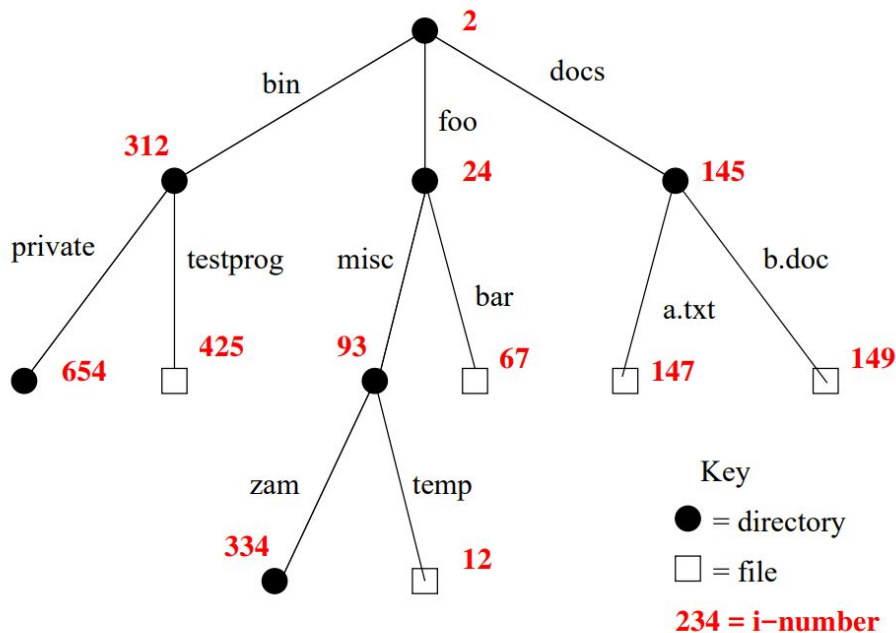 2
bin
foo
docs
312
24
145
private
testprog
misc
bar
a.txt
b.doc
654
425
93
67
147
149
zam
temp
334
12
Key
= directory
= file
234 = i−number